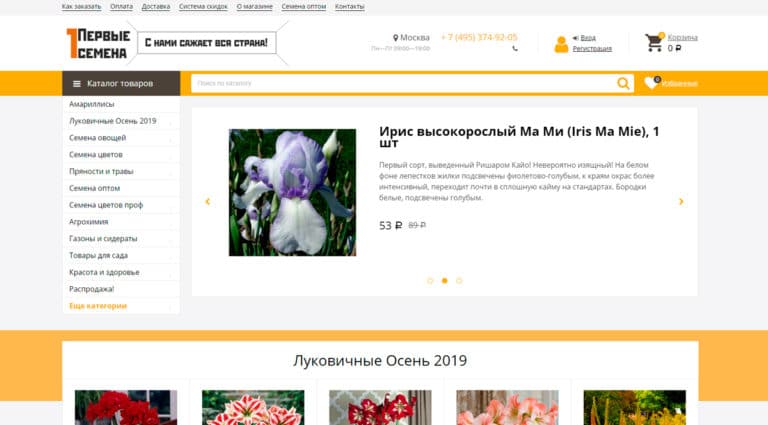 Как заказать Оплата Доставка Система скидок О магазине Семена оптом Контакты
1 Первые
семена
С нами сажает вся страна!
Москва + 7 (495) 374-92-05
Пн—Пт 09:00—19:00
Вход
Регистрация
0
Корзина
0 ₽
Каталог товаров
Поиск по каталогу
0
Избранное
Амариллисы
Луковичные Осень 2019
Семена овощей
Семена цветов
Пряности и травы
Семена оптом
Семена цветов проф
Агрохимия
Газоны и сидераты
Товары для сада
Красота и здоровье
Распродажа!
Еще категории
Ирис высокорослый Ма Ми (Iris Ma Mie), 1
шт
Первый сорт, выведенный Ришаром Кайо! Невероятно изящный! На белом
фоне лепестков жилки подсвечены фиолетово-голубым, к краям окрас более
интенсивный, переходит почти в сплошную кайму на стандартах. Бородки
белые, подсвечены голубым.
53 ₽ 89 ₽
Луковичные Осень 2019